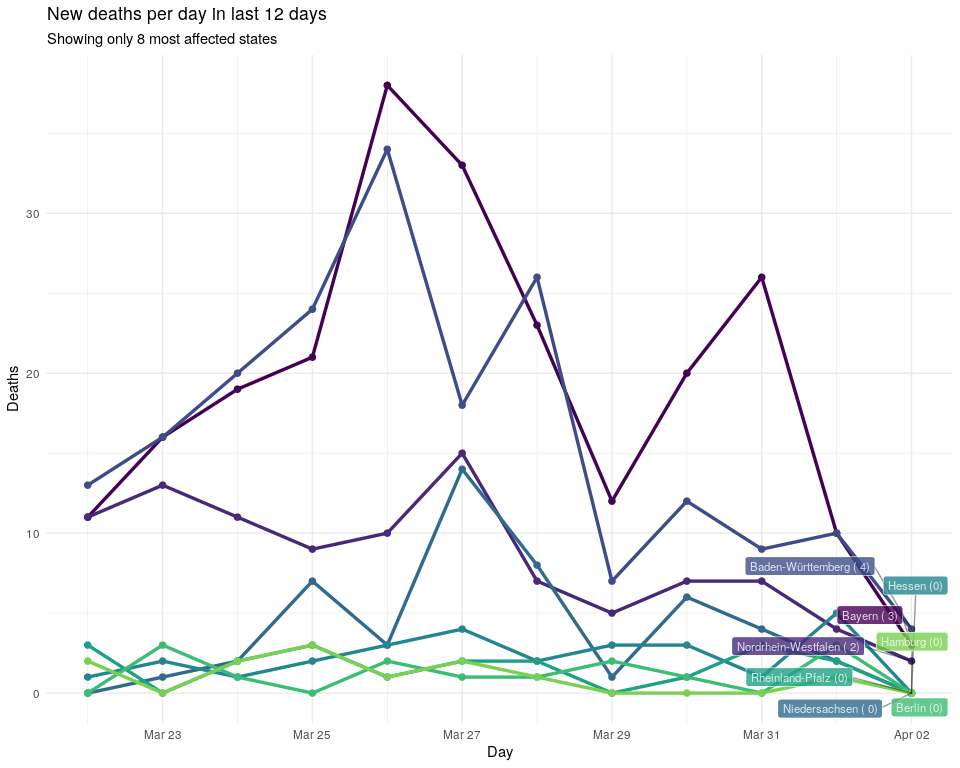 New deaths per day in last 12 days
Showing only 8 most affected states
Deaths
30
20
10
0
Baden-Württemberg ( 4)
Hessen (0)
Bayern ( 3)
Hamburg (0)
Nordrhein-Westfalen ( 2)
Rheinland-Pfalz (0)
Niedersachsen ( 0)
Berlin (0)
Mar 23
Mar 25
Mar 27
Mar 29
Mar 31
Apr 02
Day